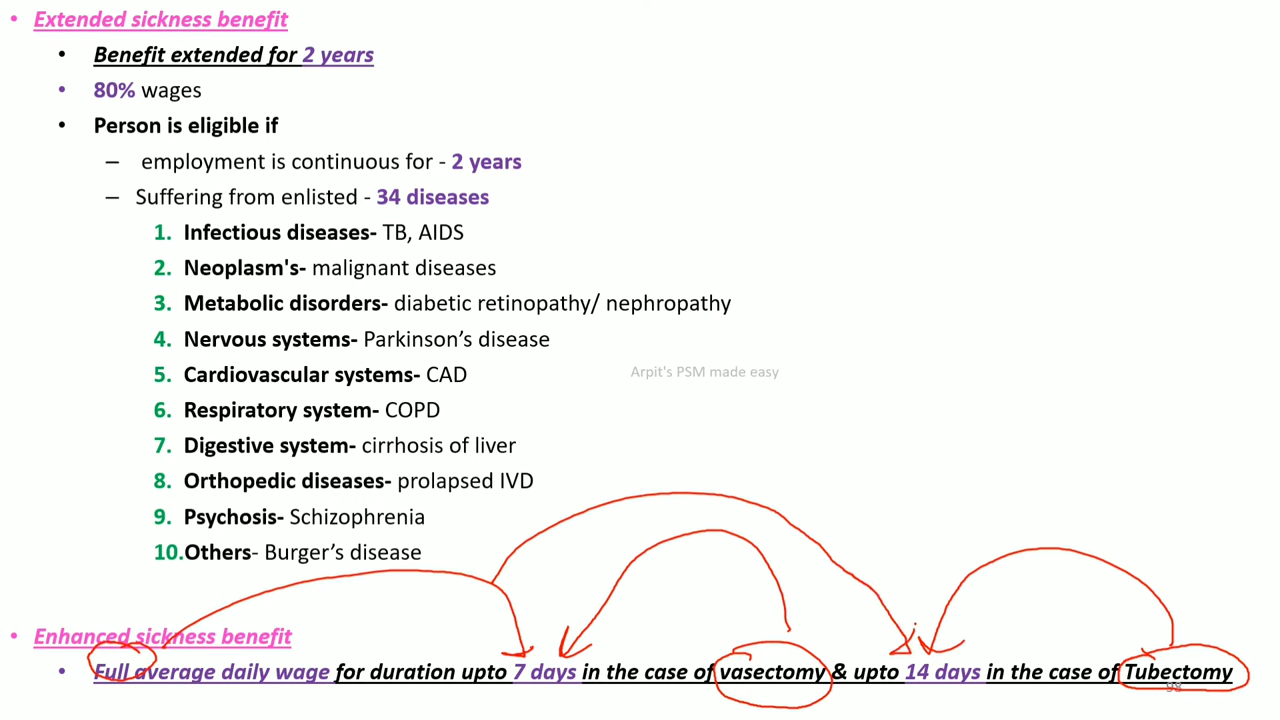 • Extended sickness benefit
• Benefit extended for 2 years
• 80% wages
• Person is eligible if
– employment is continuous for - 2 years
– Suffering from enlisted - 34 diseases
1. Infectious diseases- TB, AIDS
2. Neoplasm's- malignant diseases
3. Metabolic disorders- diabetic retinopathy/ nephropathy
4. Nervous systems- Parkinson’s disease
5. Cardiovascular systems- CAD
Arpit's PSM made easy
6. Respiratory system- COPD
7. Digestive system- cirrhosis of liver
8. Orthopedic diseases- prolapsed IVD
9. Psychosis- Schizophrenia
10.Others- Burger’s disease
• Enhanced sickness benefit
• Full average daily wage for duration upto 7 days in the case of vasectomy & upto 14 days in the case of Tubectomy